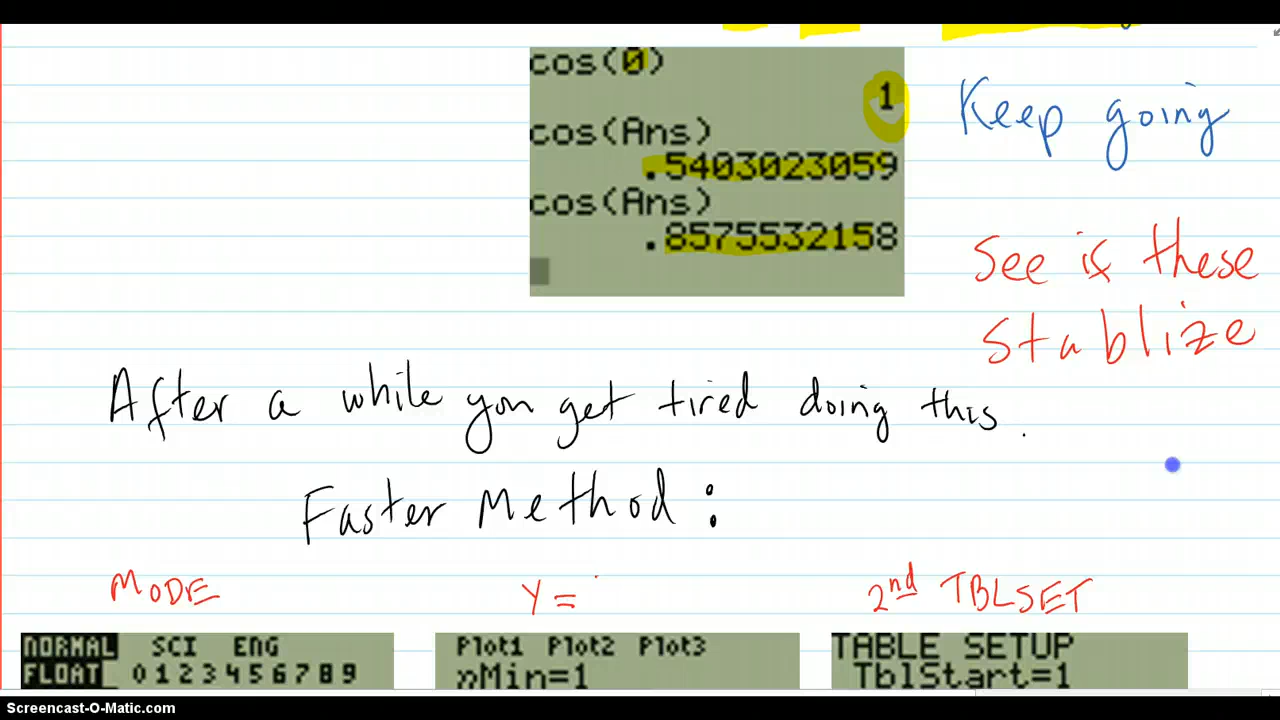 cos(0)
1
Keep going
cos(Ans)
.5403023059
cos(Ans)
.8575532158
See if these
stablize
After a while you get tired doing this.
Faster Method:
MODE
Y=
2nd TBLSET
NORMAL SCI ENG
FLOAT 0123456789
Plot1 Plot2 Plot3
nMin=1
TABLE SETUP
TblStart=1
Screencast-O-Matic.com